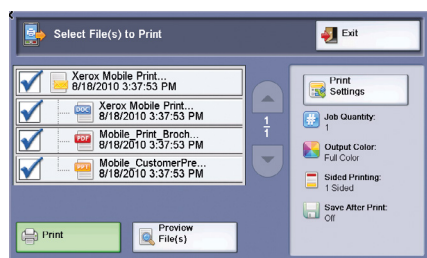 Select File(s) to Print
Exit
Xerox Mobile Print...
8/18/2010 3:37:53 PM
DOC
Xerox Mobile Print...
8/18/2010 3:37:53 PM
PDF
Mobile_Print_Broch...
8/18/2010 3:37:53 PM
PPT
Mobile_CustomerPre...
8/18/2010 3:37:53 PM
1
1
Print
Settings
#
Job Quantity:
1
Output Color:
Full Color
Sided Printing:
1 Sided
Save After Print:
Off
Print
Preview
File(s)